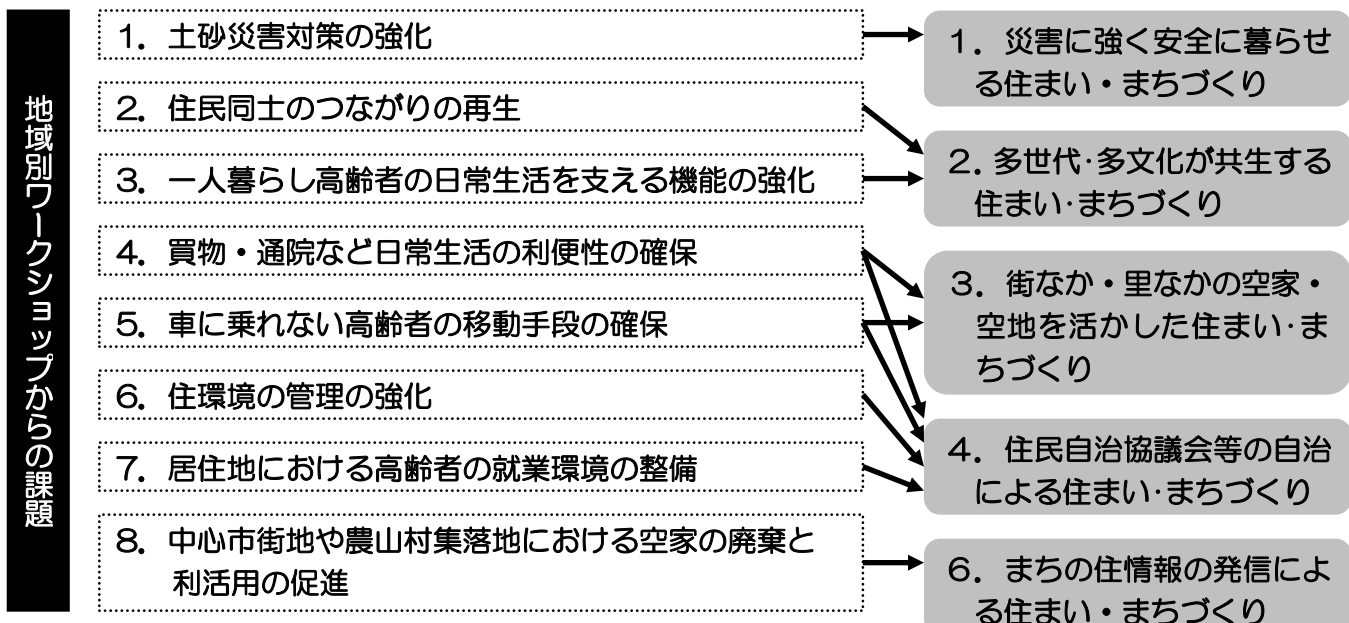 地域別ワークショップからの課題
1．土砂災害対策の強化
2．住民同士のつながりの再生
3．一人暮らし高齢者の日常生活を支える機能の強化
4．買物・通院など日常生活の利便性の確保
5．車に乗れない高齢者の移動手段の確保
6．住環境の管理の強化
7．居住地における高齢者の就業環境の整備
8．中心市街地や農山村集落地における空家の廃棄と
利活用の促進
1．災害に強く安全に暮らせ
る住まい・まちづくり
2．多世代・多文化が共生する
住まい・まちづくり
3．街なか・里なかの空家・
空地を活かした住まい・ま
ちづくり
4．住民自治協議会等の自治
による住まい・まちづくり
6．まちの住情報の発信によ
る住まい・まちづくり